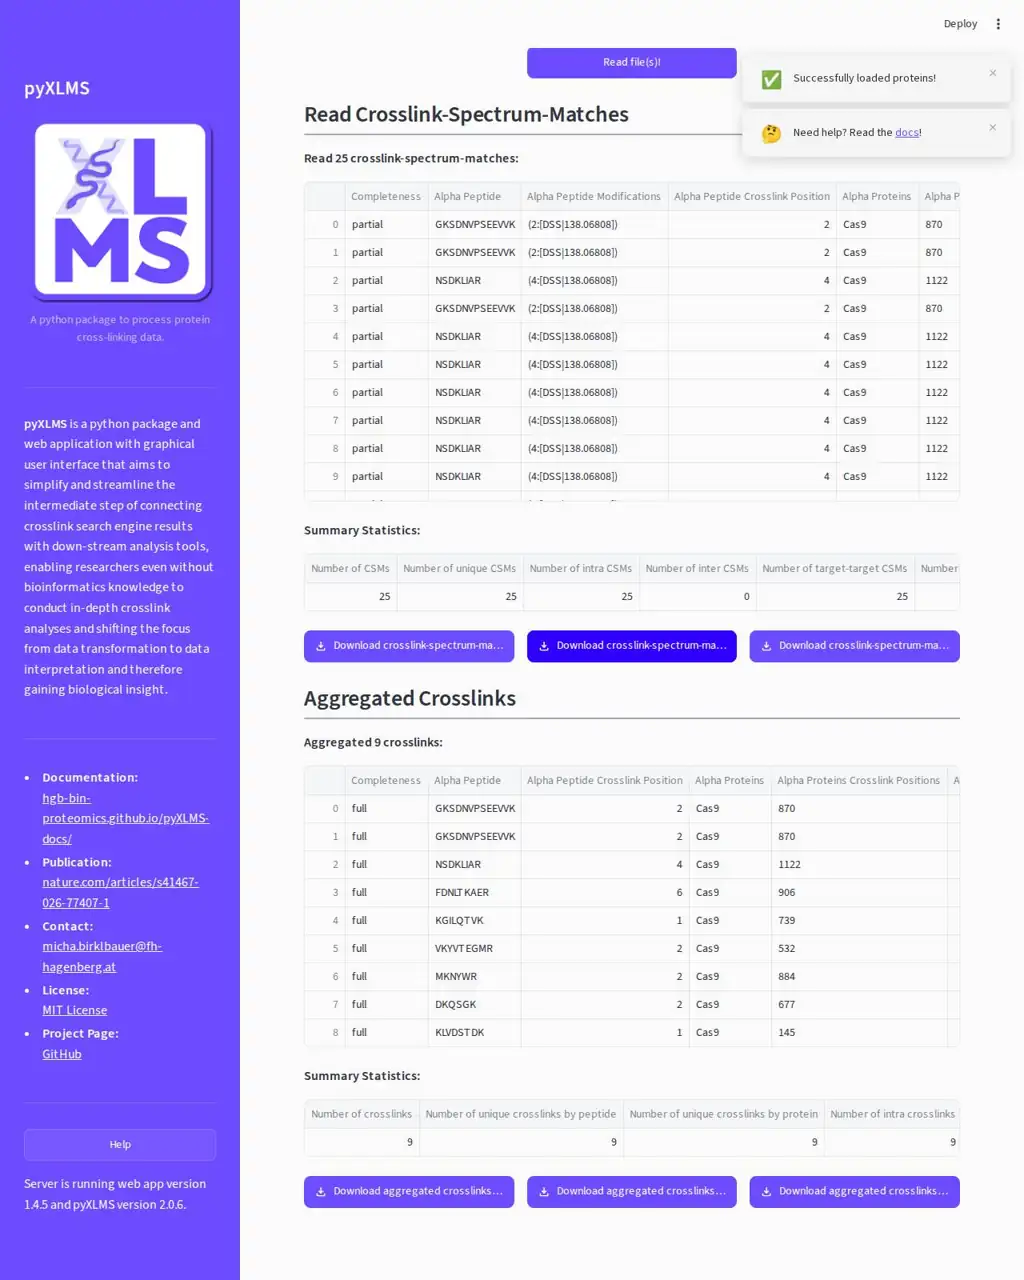 Deploy
pyXLMS
XL
MS
A python package to process protein
cross-linking data.
pyXLMS is a python package and
web application with graphical
user interface that aims to
simplify and streamline the
intermediate step of connecting
crosslink search engine results
with down-stream analysis tools,
enabling researchers even without
bioinformatics knowledge to
conduct in-depth crosslink
analyses and shifting the focus
from data transformation to data
interpretation and therefore
gaining biological insight.
Documentation:
hgb-bin-
proteomics.github.io/pyXLMS-
docs/
Publication:
nature.com/articles/s41467-
026-77407-1
Contact:
micha.birklbauer@fh-
hagenberg.at
License:
MIT License
Project Page:
GitHub
Help
Server is running web app version
1.4.5 and pyXLMS version 2.0.6.
Read file(s)!
Successfully loaded proteins!
Need help? Read the docs!
Read Crosslink-Spectrum-Matches
Read 25 crosslink-spectrum-matches:
Completeness Alpha Peptide Alpha Peptide Modifications Alpha Peptide Crosslink Position Alpha Proteins Alpha P
0 partial GKSDNVPSEEVVK (2:[DSS|138.06808]) 2 Cas9 870
1 partial GKSDNVPSEEVVK (2:[DSS|138.06808]) 2 Cas9 870
2 partial NSDKLIAR (4:[DSS|138.06808]) 4 Cas9 1122
3 partial GKSDNVPSEEVVK (2:[DSS|138.06808]) 2 Cas9 870
4 partial NSDKLIAR (4:[DSS|138.06808]) 4 Cas9 1122
5 partial NSDKLIAR (4:[DSS|138.06808]) 4 Cas9 1122
6 partial NSDKLIAR (4:[DSS|138.06808]) 4 Cas9 1122
7 partial NSDKLIAR (4:[DSS|138.06808]) 4 Cas9 1122
8 partial NSDKLIAR (4:[DSS|138.06808]) 4 Cas9 1122
9 partial NSDKLIAR (4:[DSS|138.06808]) 4 Cas9 1122
Summary Statistics:
Number of CSMs Number of unique CSMs Number of intra CSMs Number of inter CSMs Number of target-target CSMs Number
25 25 25 0 25
Download crosslink-spectrum-ma... Download crosslink-spectrum-ma... Download crosslink-spectrum-ma...
Aggregated Crosslinks
Aggregated 9 crosslinks:
Completeness Alpha Peptide Alpha Peptide Crosslink Position Alpha Proteins Alpha Proteins Crosslink Positions A
0 full GKSDNVPSEEVVK 2 Cas9 870
1 full GKSDNVPSEEVVK 2 Cas9 870
2 full NSDKLIAR 4 Cas9 1122
3 full FDNLTKAER 6 Cas9 906
4 full KGILQTVK 1 Cas9 739
5 full VKYVTEGMR 2 Cas9 532
6 full MKNYWR 2 Cas9 884
7 full DKQSGK 2 Cas9 677
8 full KLVDSTDK 1 Cas9 145
Summary Statistics:
Number of crosslinks Number of unique crosslinks by peptide Number of unique crosslinks by protein Number of intra crosslinks
9 9 9 9
Download aggregated crosslinks... Download aggregated crosslinks... Download aggregated crosslinks...